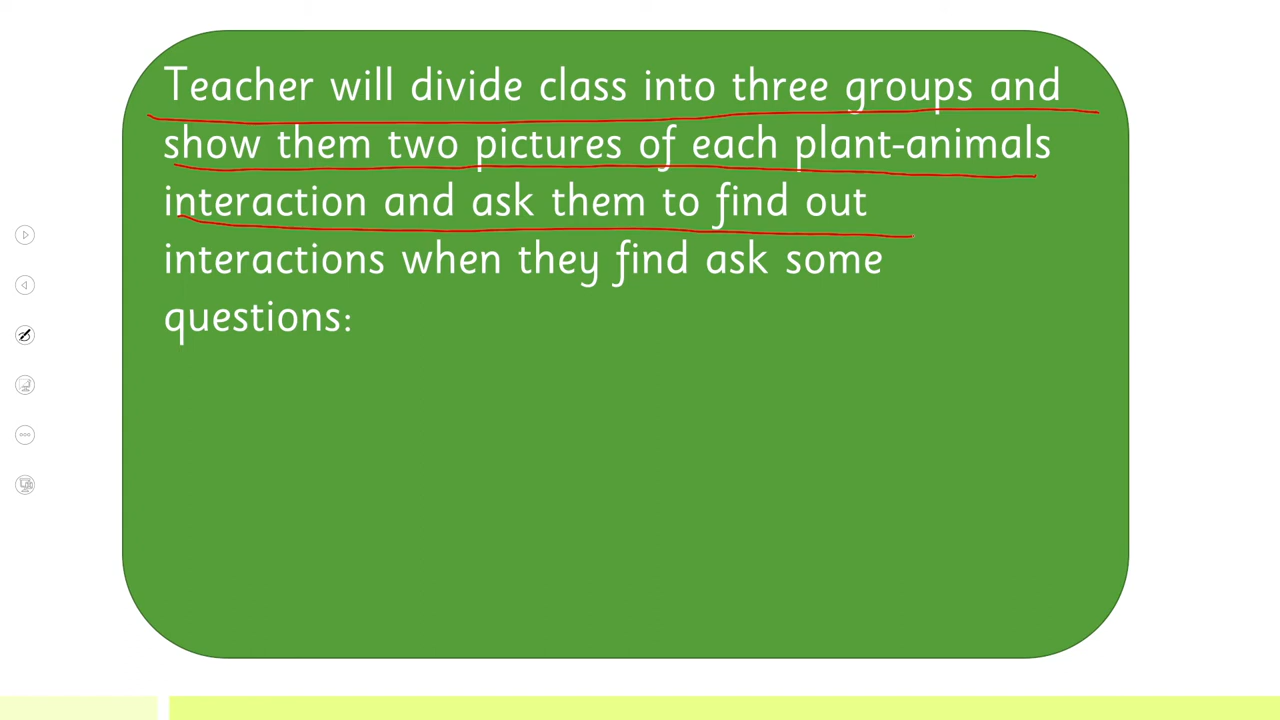 Teacher will divide class into three groups and
show them two pictures of each plant-animals
interaction and ask them to find out
interactions when they find ask some
questions: